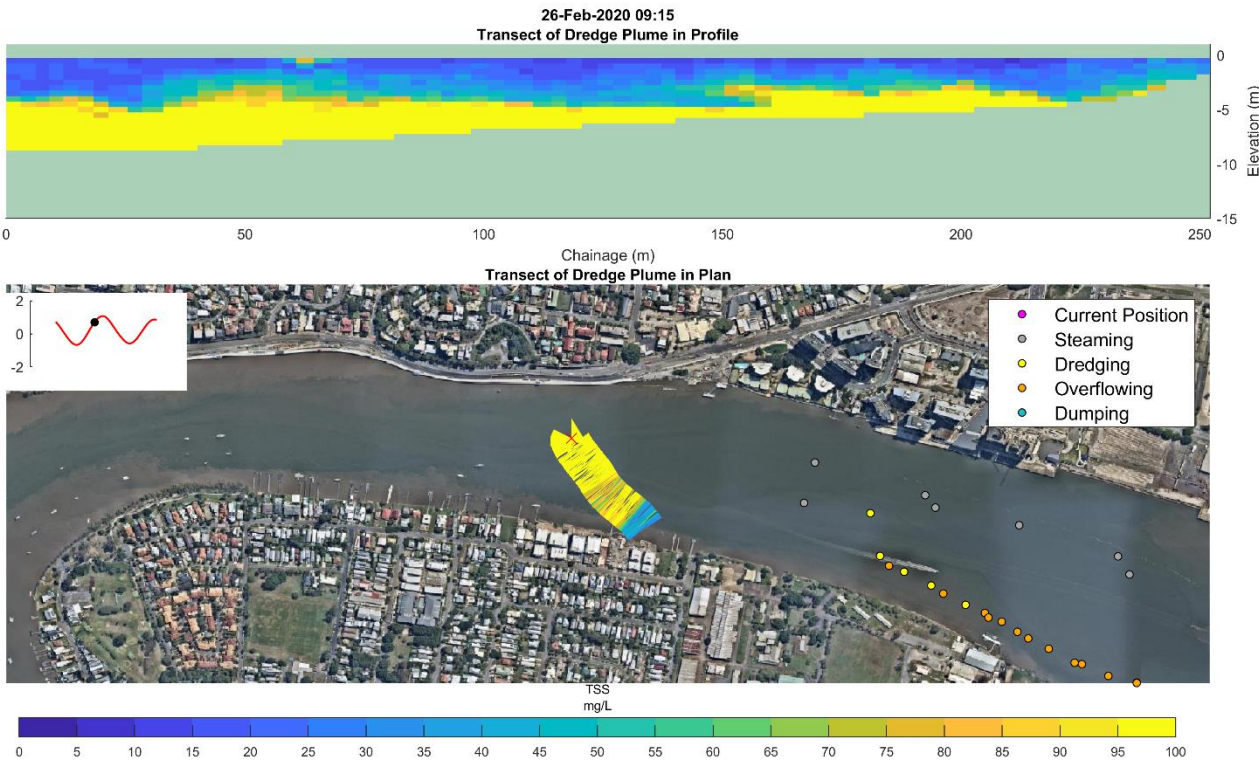 26-Feb-2020 09:15
Transect of Dredge Plume in Profile
0
-5
-10
-15
Elevation (m)
0 50 100 150 200 250
Chainage (m)
Transect of Dredge Plume in Plan
2
0
-2
Current Position
Steaming
Dredging
Overflowing
Dumping
TSS
mg/L
0 5 10 15 20 25 30 35 40 45 50 55 60 65 70 75 80 85 90 95 100